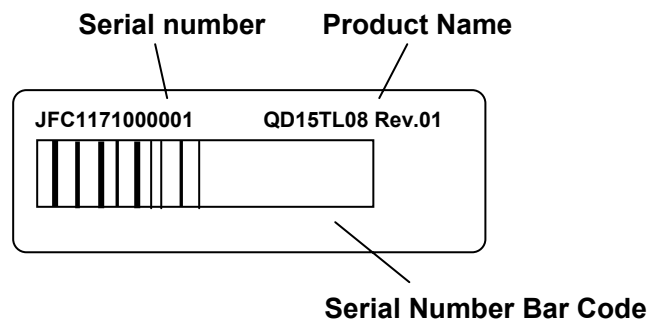 Serial number Product Name
JFC1171000001 QD15TL08 Rev.01
Serial Number Bar Code